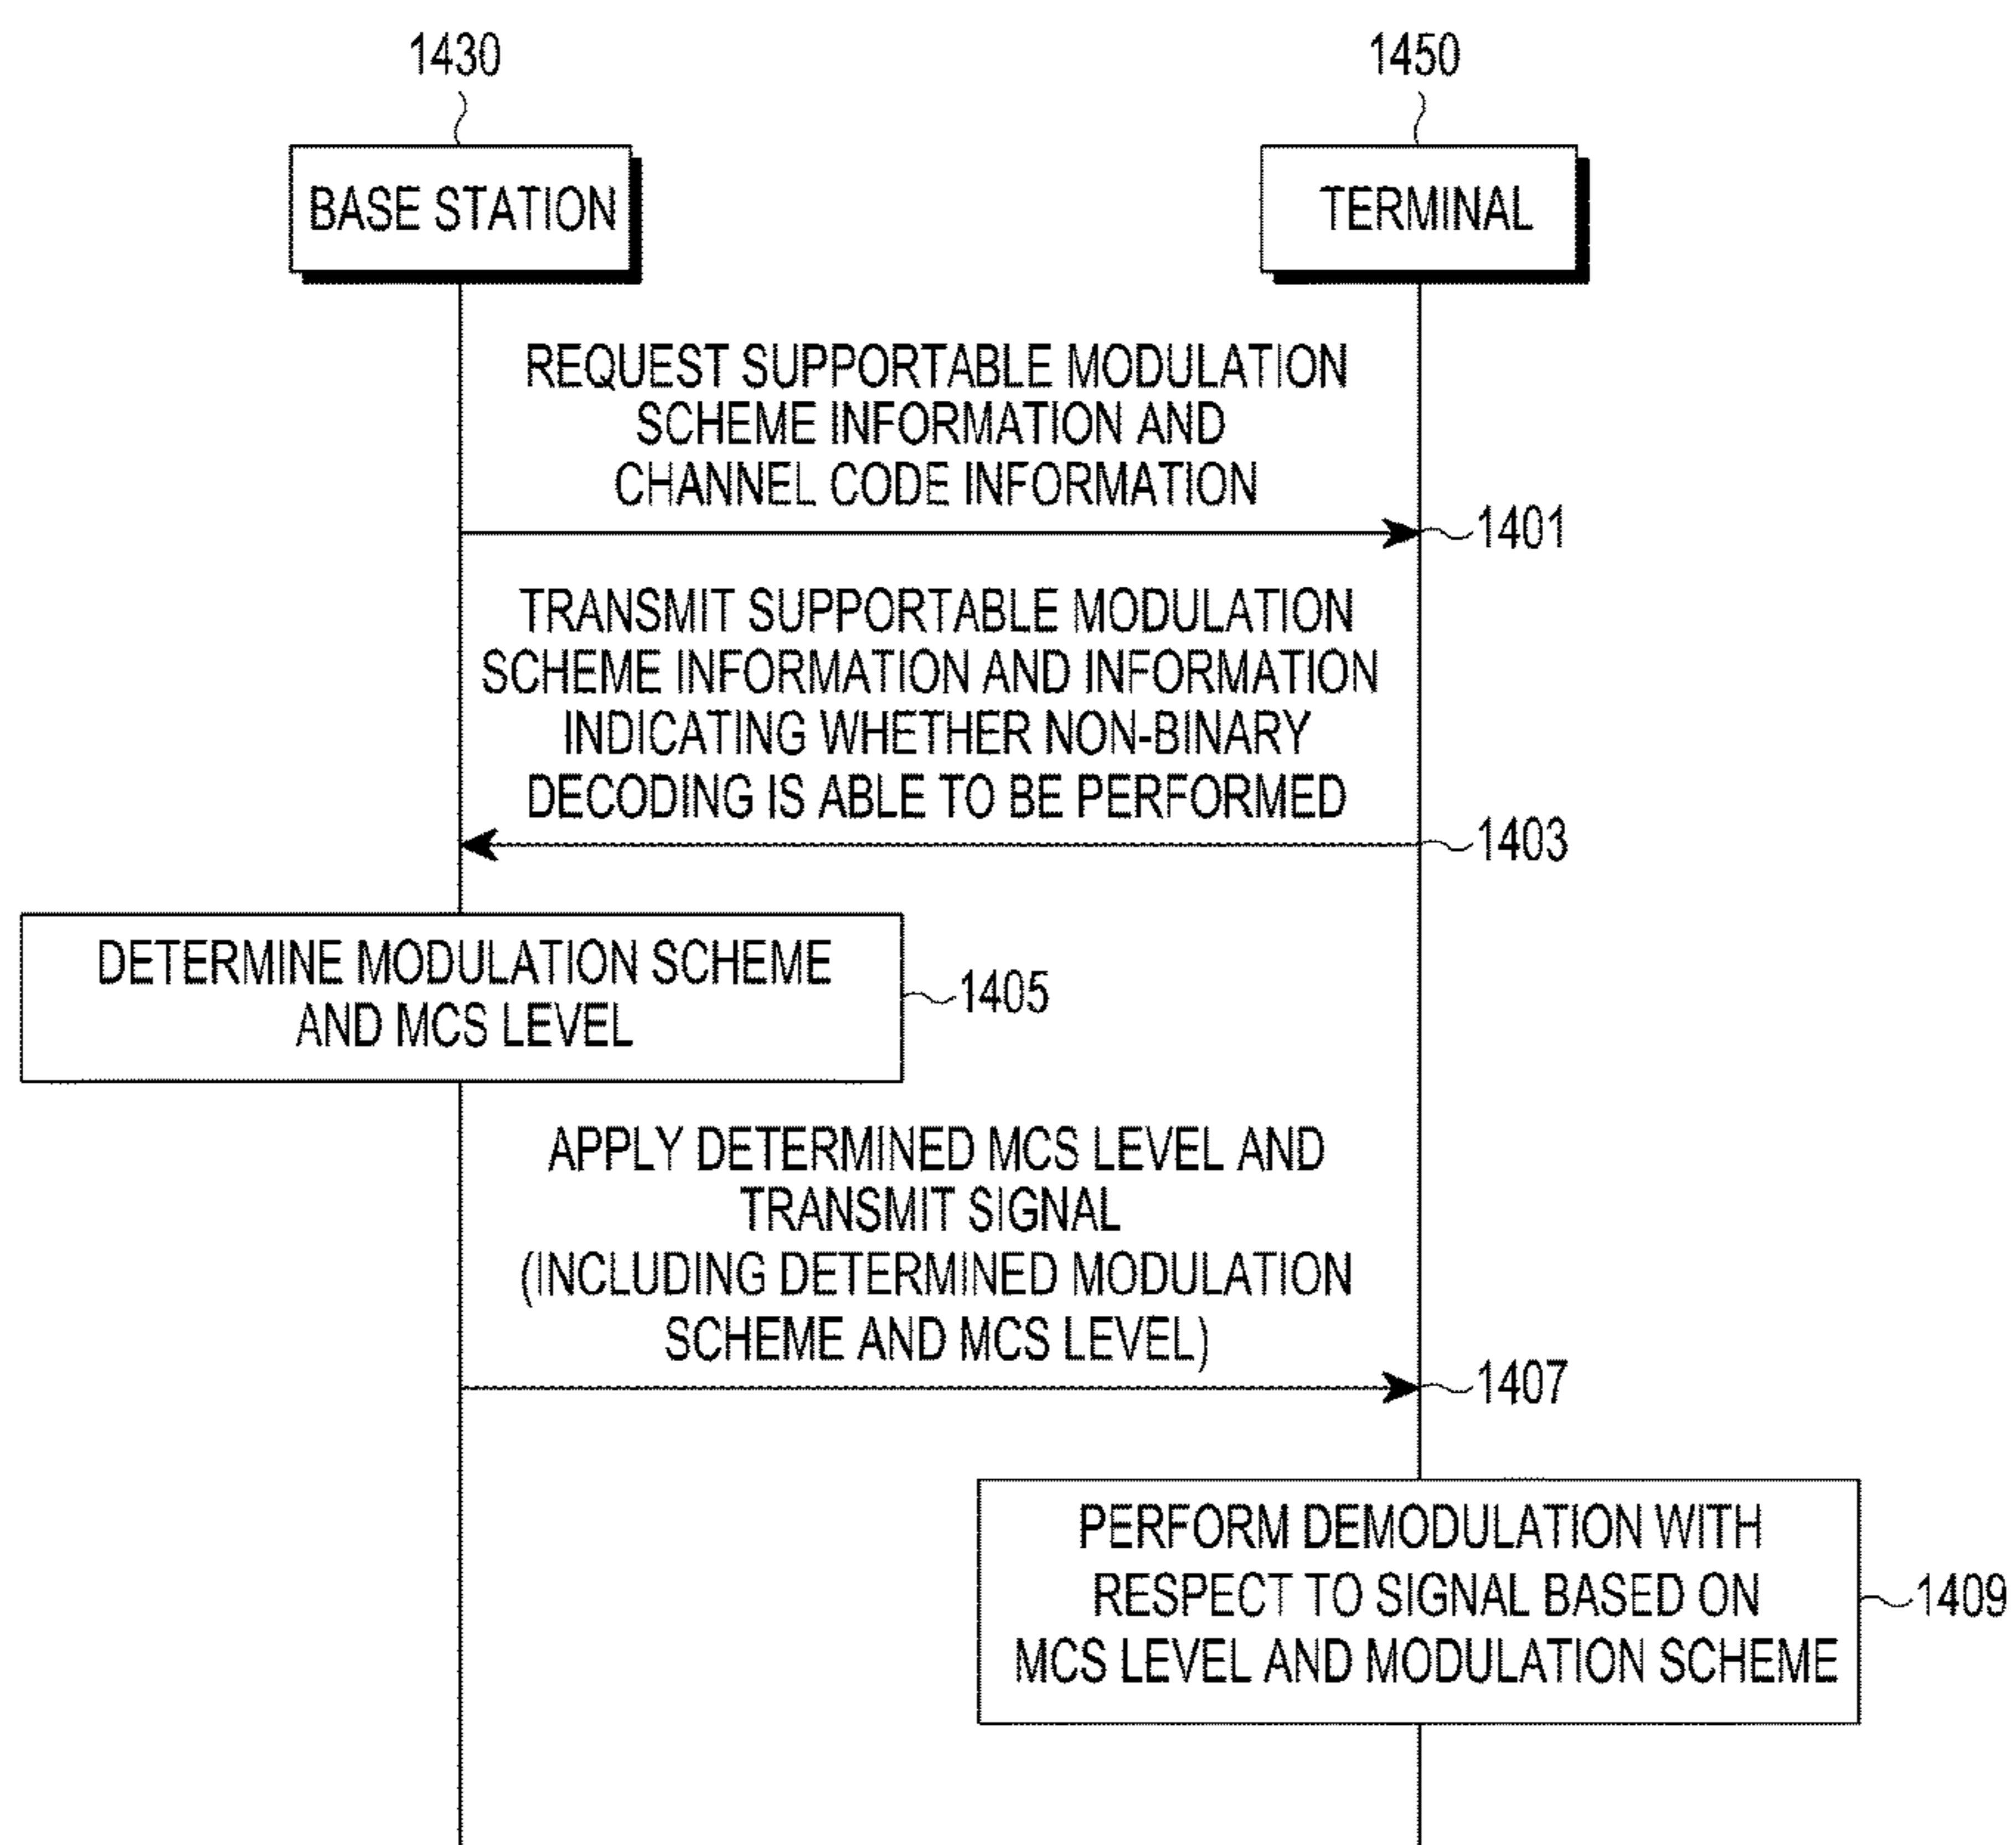 1430
1450
BASE STATION
TERMINAL
REQUEST SUPPORTABLE MODULATION
SCHEME INFORMATION AND
CHANNEL CODE INFORMATION
1401
TRANSMIT SUPPORTABLE MODULATION
SCHEME INFORMATION AND INFORMATION
INDICATING WHETHER NON-BINARY
DECODING IS ABLE TO BE PERFORMED
1403
DETERMINE MODULATION SCHEME
AND MCS LEVEL
1405
APPLY DETERMINED MCS LEVEL AND
TRANSMIT SIGNAL
(INCLUDING DETERMINED MODULATION
SCHEME AND MCS LEVEL)
1407
PERFORM DEMODULATION WITH
RESPECT TO SIGNAL BASED ON
MCS LEVEL AND MODULATION SCHEME
1409